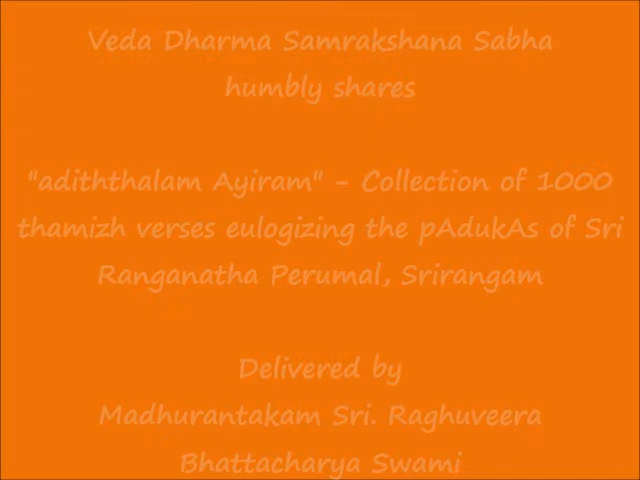 Veda Dharma Samrakshana Sabha
humbly shares
"adiththalam Ayiram" - Collection of 1000
thamizh verses eulogizing the pAdukAs of Sri
Ranganatha Perumal, Srirangam
Delivered by
Madhurantakam Sri. Raghuveera
Bhattacharya Swami